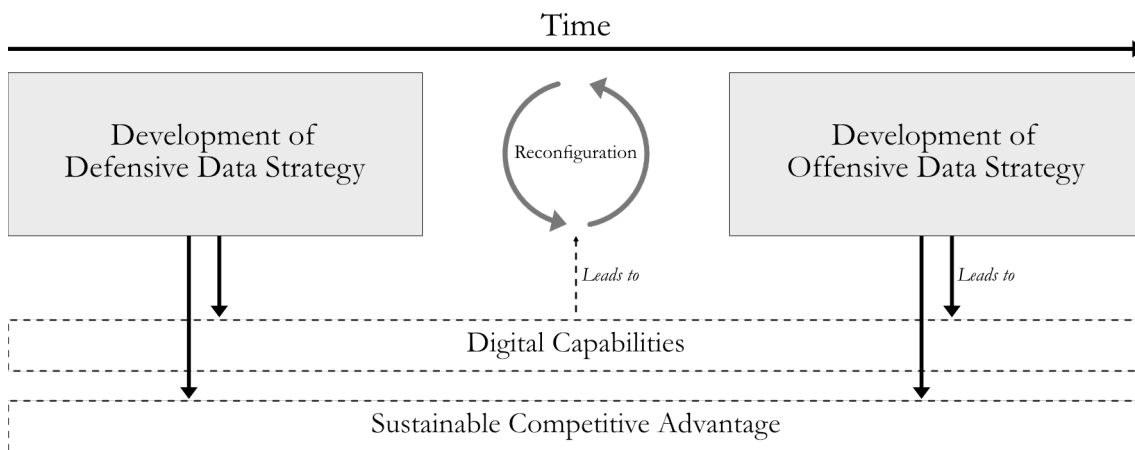 Time
Development of
Defensive Data Strategy
Reconfiguration
Development of
Offensive Data Strategy
Leads to
Leads to
Digital Capabilities
Sustainable Competitive Advantage